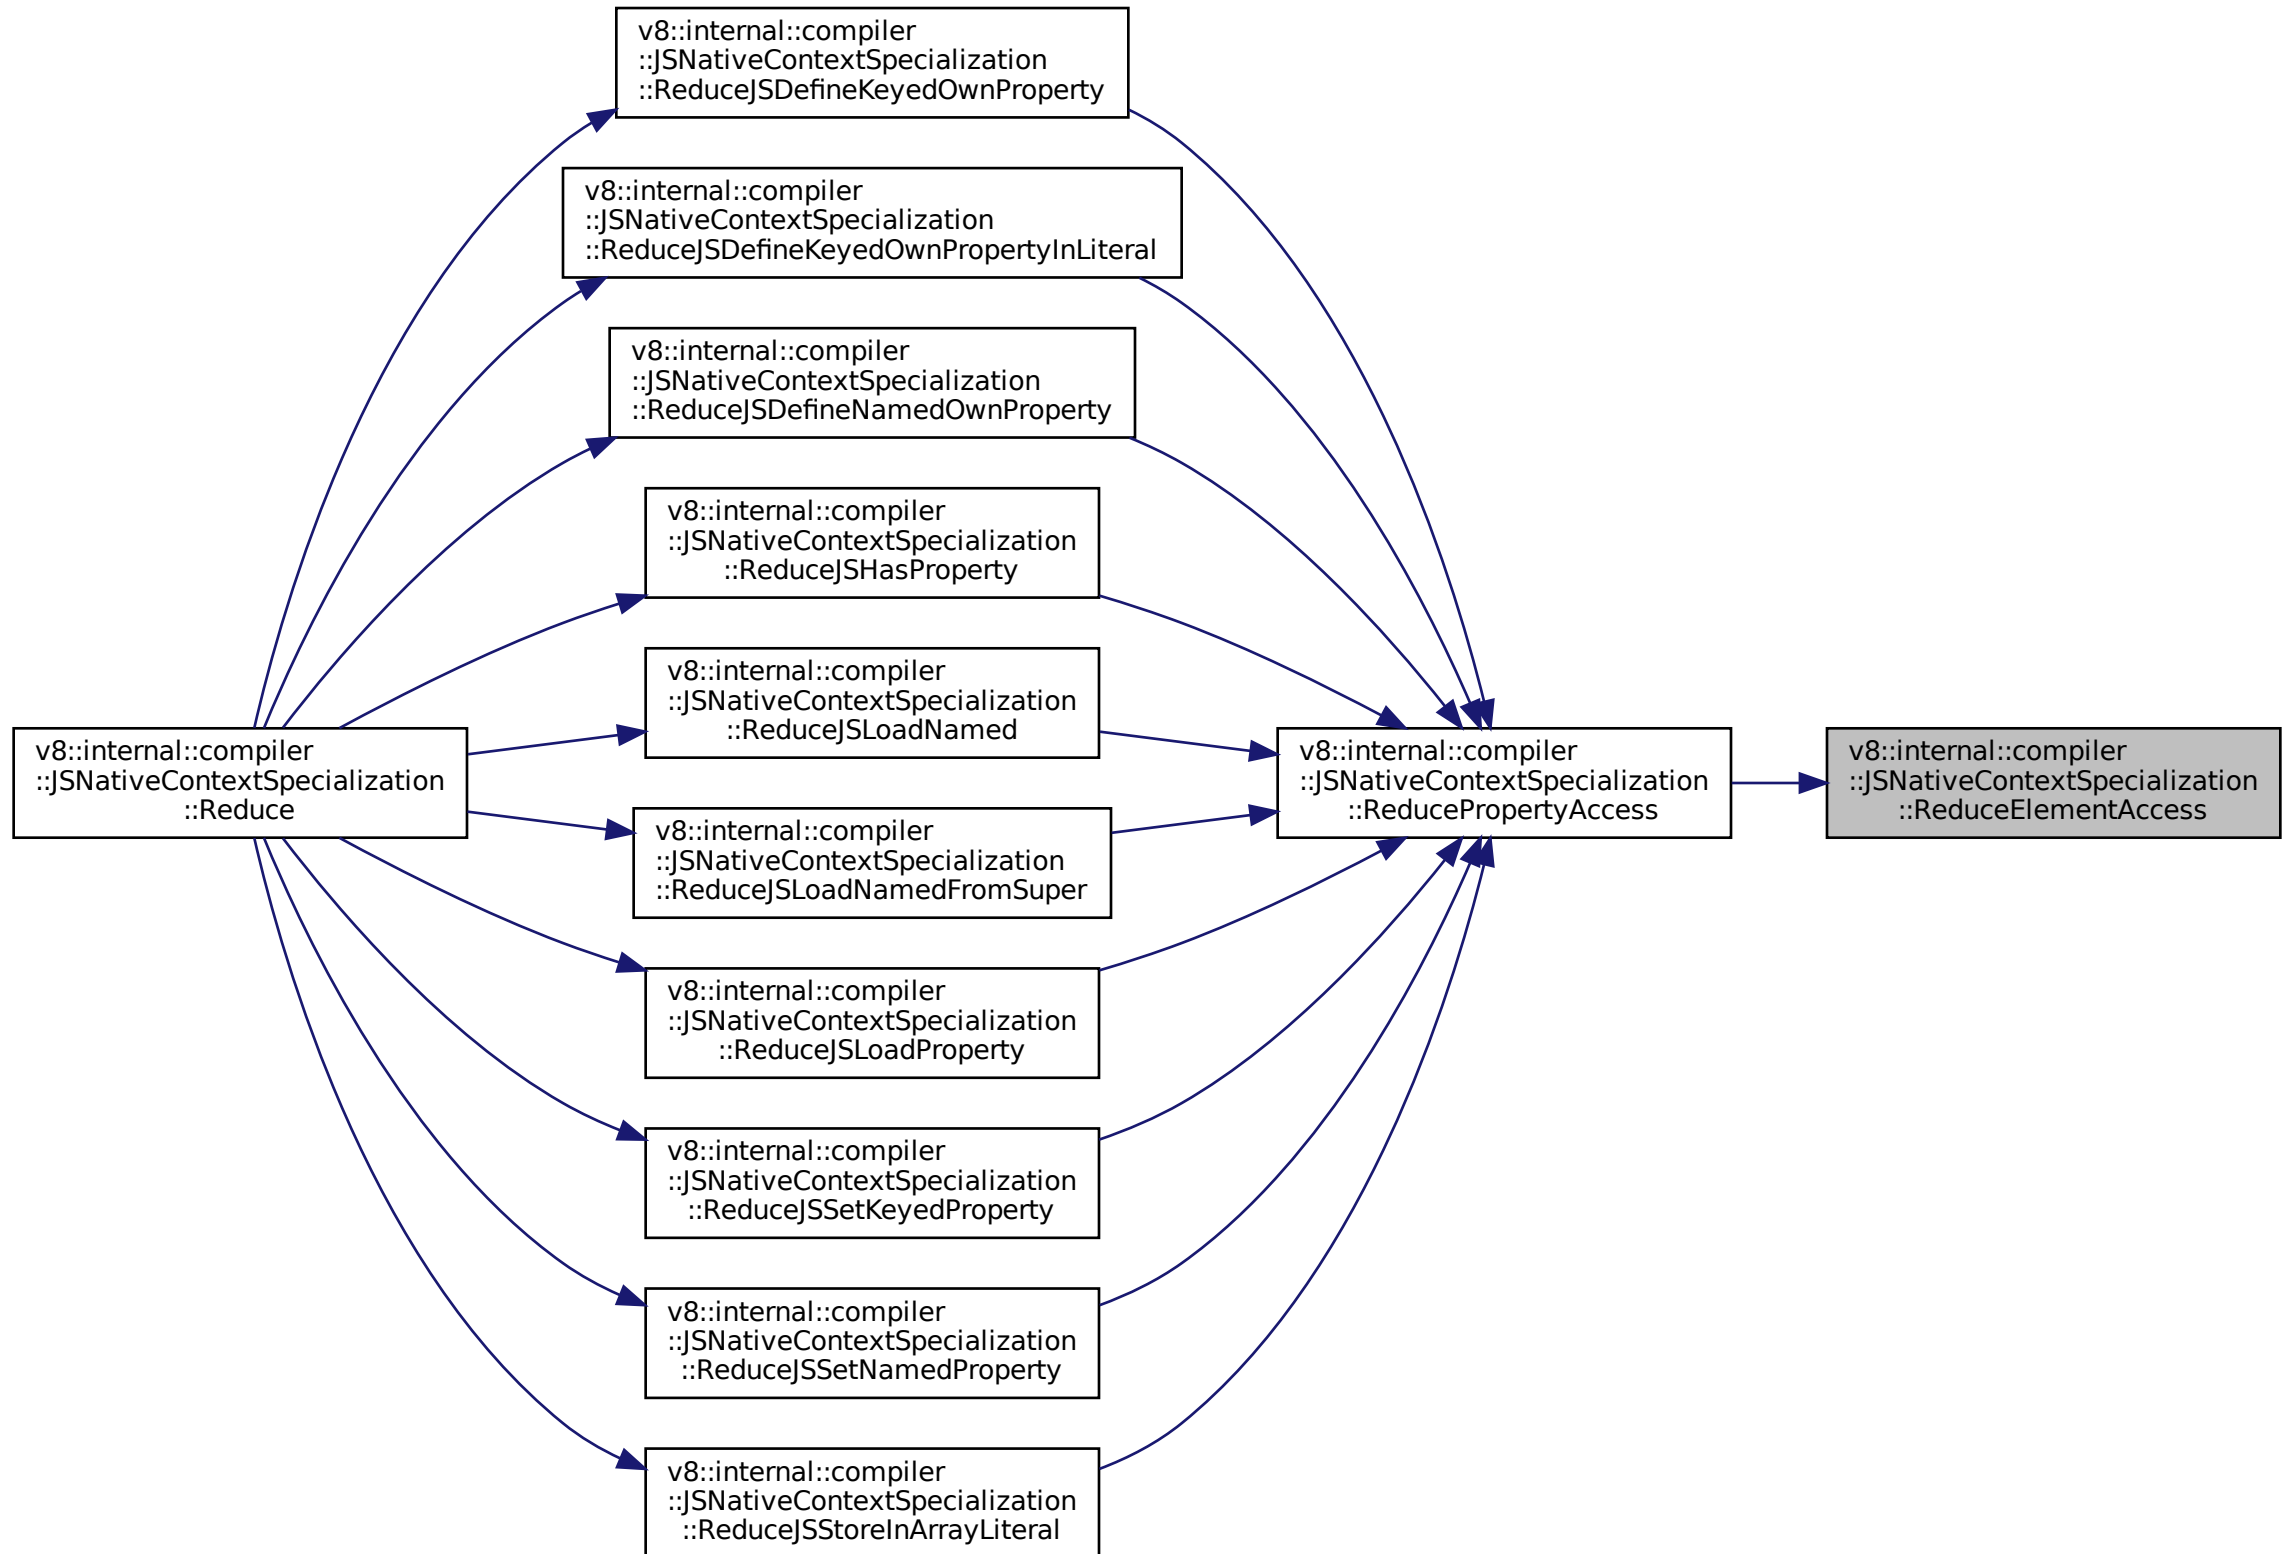 v8::internal::compiler
::JSNativeContextSpecialization
::ReduceJSDefineKeyedOwnProperty
v8::internal::compiler
::JSNativeContextSpecialization
::ReduceJSDefineKeyedOwnPropertyInLiteral
v8::internal::compiler
::JSNativeContextSpecialization
::ReduceJSDefineNamedOwnProperty
v8::internal::compiler
::JSNativeContextSpecialization
::ReduceJSHasProperty
v8::internal::compiler
::JSNativeContextSpecialization
::ReduceJSLoadNamed
v8::internal::compiler
::JSNativeContextSpecialization
::Reduce
v8::internal::compiler
::JSNativeContextSpecialization
::ReducePropertyAccess
v8::internal::compiler
::JSNativeContextSpecialization
::ReduceElementAccess
v8::internal::compiler
::JSNativeContextSpecialization
::ReduceJSLoadNamedFromSuper
v8::internal::compiler
::JSNativeContextSpecialization
::ReduceJSLoadProperty
v8::internal::compiler
::JSNativeContextSpecialization
::ReduceJSSetKeyedProperty
v8::internal::compiler
::JSNativeContextSpecialization
::ReduceJSSetNamedProperty
v8::internal::compiler
::JSNativeContextSpecialization
::ReduceJSStoreInArrayLiteral